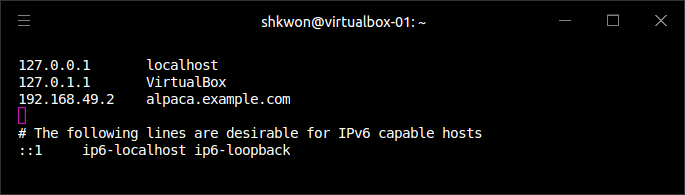 shkwon@virtualbox-01: ~
127.0.0.1 localhost
127.0.1.1 VirtualBox
192.168.49.2 alpaca.example.com
# The following lines are desirable for IPv6 capable hosts
::1 ip6-localhost ip6-loopback